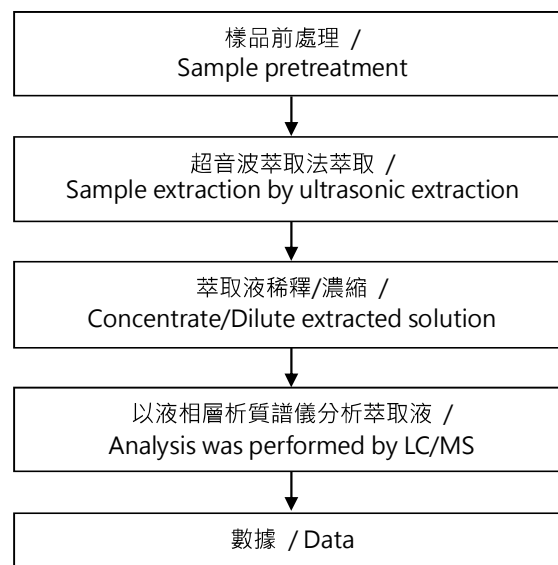 樣品前處理 /
Sample pretreatment
超音波萃取法萃取 /
Sample extraction by ultrasonic extraction
萃取液稀釋/濃縮 /
Concentrate/Dilute extracted solution
以液相層析質譜儀分析萃取液 /
Analysis was performed by LC/MS
數據 / Data